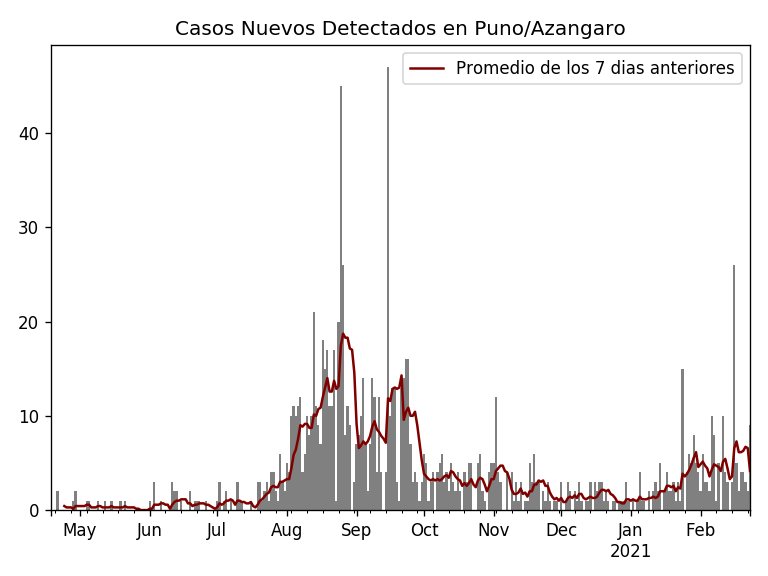 Casos Nuevos Detectados en Puno/Azangaro
Promedio de los 7 dias anteriores
40
30
20
10
0
May Jun Jul Aug Sep Oct Nov Dec Jan Feb
2021